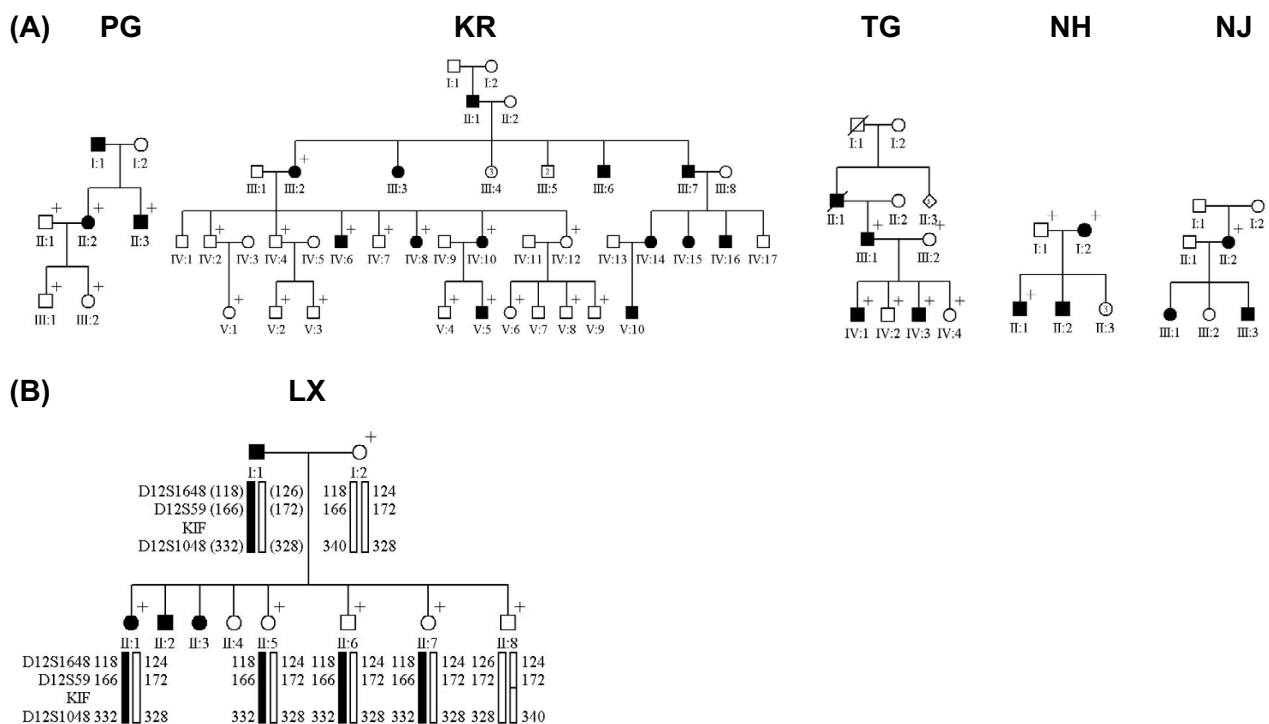 (A) PG KR TG NH NJ
I:1 I:2
II:1 II:2
III:1 III:2 + III:3 3 III:4 2 III:5 III:6 III:7 III:8
IV:1 + IV:2 IV:3 + IV:4 IV:5 + IV:6 + IV:7 + IV:8 IV:9 + IV:10 IV:11 + IV:12 IV:13 IV:14 IV:15 IV:16 IV:17
+ V:1 + V:2 + V:3 + V:4 + V:5 + V:6 + V:7 + V:8 + V:9 V:10
I:1 I:2
+ II:1 + II:2 + II:3
+ III:1 + III:2
I:1 I:2
II:1 II:2 II:3
+ III:1 + III:2
+ IV:1 + IV:2 + IV:3 + IV:4
+ I:1 + I:2
+ II:1 II:2 3 II:3
I:1 I:2
II:1 + II:2
III:1 III:2 III:3
(B) LX
I:1 + I:2
D12S1648 (118) (126) 118 124
D12S59 (166) (172) 166 172
KIF
D12S1048 (332) (328) 340 328
+ II:1 II:2 II:3 II:4 + II:5 + II:6 + II:7 + II:8
D12S1648 118 124 118 124 118 124 118 124 126 124
D12S59 166 172 166 172 166 172 166 172 172 172
KIF
D12S1048 332 328 332 328 332 328 332 328 328 340